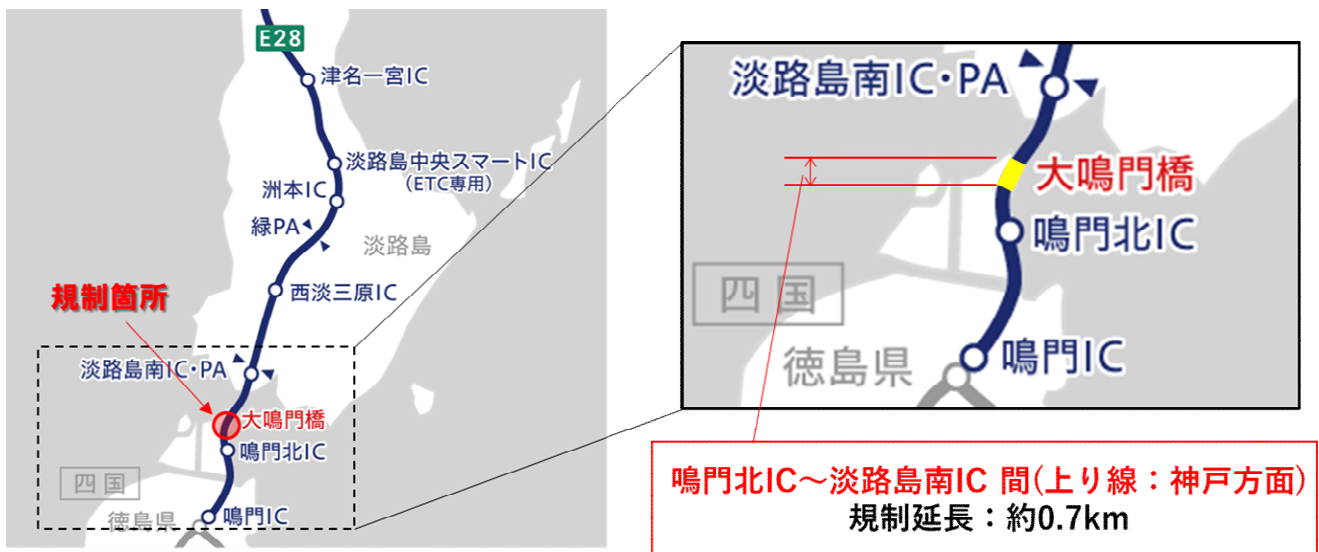 E28
津名一宮IC
淡路島中央スマートIC
(ETC専用)
洲本IC
緑PA
淡路島
西淡三原IC
規制箇所
淡路島南IC・PA
大鳴門橋
鳴門北IC
四国
徳島県
鳴門IC
淡路島南IC・PA
大鳴門橋
鳴門北IC
四国
徳島県
鳴門IC
鳴門北IC～淡路島南IC 間(上り線：神戸方面)
規制延長：約0.7km